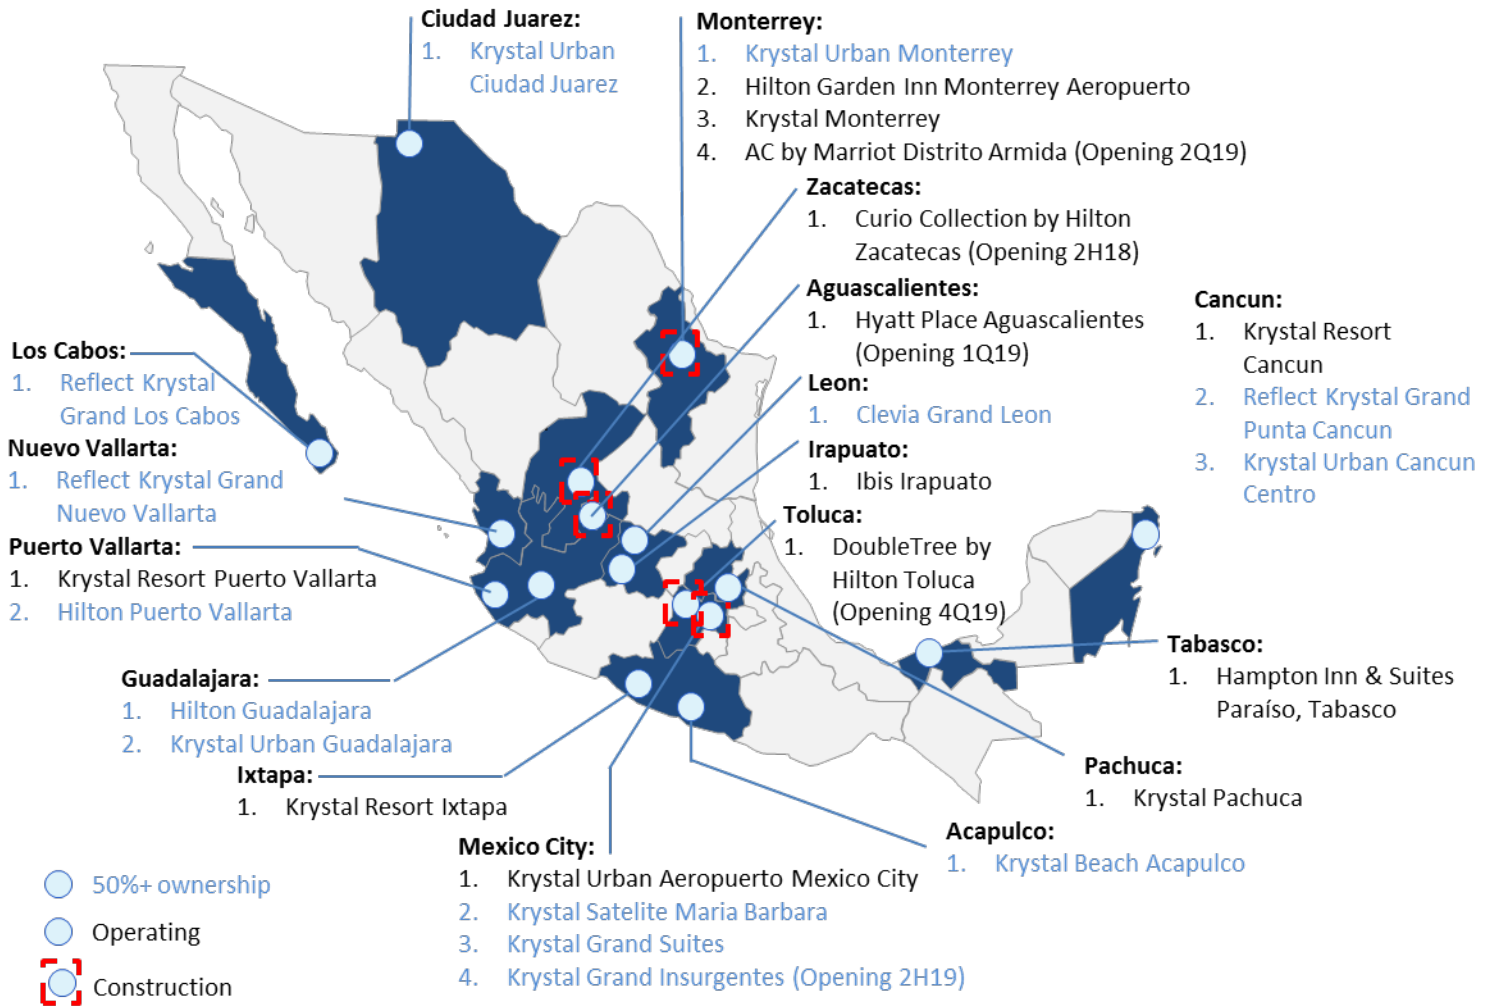 Ciudad Juarez:
1. Krystal Urban
Ciudad Juarez
Monterrey:
1. Krystal Urban Monterrey
2. Hilton Garden Inn Monterrey Aeropuerto
3. Krystal Monterrey
4. AC by Marriot Distrito Armida (Opening 2Q19)
Zacatecas:
1. Curio Collection by Hilton
Zacatecas (Opening 2H18)
Aguascalientes:
1. Hyatt Place Aguascalientes
(Opening 1Q19)
Leon:
1. Clevia Grand Leon
Irapuato:
1. Ibis Irapuato
Toluca:
1. DoubleTree by
Hilton Toluca
(Opening 4Q19)
Cancun:
1. Krystal Resort
Cancun
2. Reflect Krystal Grand
Punta Cancun
3. Krystal Urban Cancun
Centro
Los Cabos:
1. Reflect Krystal
Grand Los Cabos
Nuevo Vallarta:
1. Reflect Krystal Grand
Nuevo Vallarta
Puerto Vallarta:
1. Krystal Resort Puerto Vallarta
2. Hilton Puerto Vallarta
Guadalajara:
1. Hilton Guadalajara
2. Krystal Urban Guadalajara
Ixtapa:
1. Krystal Resort Ixtapa
Mexico City:
1. Krystal Urban Aeropuerto Mexico City
2. Krystal Satelite Maria Barbara
3. Krystal Grand Suites
4. Krystal Grand Insurgentes (Opening 2H19)
Tabasco:
1. Hampton Inn & Suites
Paraíso, Tabasco
Pachuca:
1. Krystal Pachuca
Acapulco:
1. Krystal Beach Acapulco
50%+ ownership
Operating
Construction